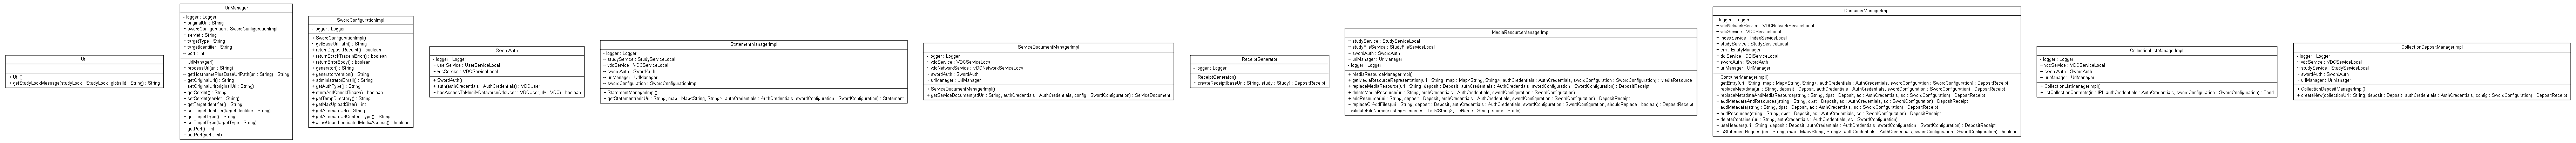 Util
+ Util()
+ getStudyLockMessage(studyLock : StudyLock, globalId : String) : String
UrlManager
- logger : Logger
~ originalUrl : String
~ swordConfiguration : SwordConfigurationImpl
~ servlet : String
~ targetType : String
~ targetIdentifier : String
~ port : int
+ UrlManager()
~ processUrl(url : String)
~ getHostnamePlusBaseUrlPath(url : String) : String
+ getOriginalUrl() : String
+ setOriginalUrl(originalUrl : String)
+ getServlet() : String
+ setServlet(servlet : String)
+ getTargetIdentifier() : String
+ setTargetIdentifier(targetIdentifier : String)
+ getTargetType() : String
+ setTargetType(targetType : String)
+ getPort() : int
+ setPort(port : int)
SwordConfigurationImpl
- logger : Logger
+ SwordConfigurationImpl()
~ getBaseUrlPath() : String
+ returnDepositReceipt() : boolean
+ returnStackTraceInError() : boolean
+ returnErrorBody() : boolean
+ generator() : String
+ generatorVersion() : String
+ administratorEmail() : String
+ getAuthType() : String
+ storeAndCheckBinary() : boolean
+ getTempDirectory() : String
+ getMaxUploadSize() : int
+ getAlternateUrl() : String
+ getAlternateUrlContentType() : String
+ allowUnauthenticatedMediaAccess() : boolean
SwordAuth
- logger : Logger
~ userService : UserServiceLocal
~ vdcService : VDCServiceLocal
+ SwordAuth()
+ auth(authCredentials : AuthCredentials) : VDCUser
~ hasAccessToModifyDataverse(vdcUser : VDCUser, dv : VDC) : boolean
StatementManagerImpl
- logger : Logger
~ studyService : StudyServiceLocal
~ vdcService : VDCServiceLocal
~ swordAuth : SwordAuth
~ urlManager : UrlManager
~ swordConfiguration : SwordConfigurationImpl
+ StatementManagerImpl()
+ getStatement(editUri : String, map : Map<String, String>, authCredentials : AuthCredentials, swordConfiguration : SwordConfiguration) : Statement
ServiceDocumentManagerImpl
- logger : Logger
~ vdcService : VDCServiceLocal
~ vdcNetworkService : VDCNetworkServiceLocal
~ swordAuth : SwordAuth
~ urlManager : UrlManager
+ ServiceDocumentManagerImpl()
+ getServiceDocument(sdUri : String, authCredentials : AuthCredentials, config : SwordConfiguration) : ServiceDocument
ReceiptGenerator
- logger : Logger
+ ReceiptGenerator()
~ createReceipt(baseUrl : String, study : Study) : DepositReceipt
MediaResourceManagerImpl
~ studyService : StudyServiceLocal
~ studyFileService : StudyFileServiceLocal
~ swordAuth : SwordAuth
~ urlManager : UrlManager
- logger : Logger
+ MediaResourceManagerImpl()
+ getMediaResourceRepresentation(uri : String, map : Map<String, String>, authCredentials : AuthCredentials, swordConfiguration : SwordConfiguration) : MediaResource
+ replaceMediaResource(uri : String, deposit : Deposit, authCredentials : AuthCredentials, swordConfiguration : SwordConfiguration) : DepositReceipt
+ deleteMediaResource(uri : String, authCredentials : AuthCredentials, swordConfiguration : SwordConfiguration)
+ addResource(uri : String, deposit : Deposit, authCredentials : AuthCredentials, swordConfiguration : SwordConfiguration) : DepositReceipt
~ replaceOrAddFiles(uri : String, deposit : Deposit, authCredentials : AuthCredentials, swordConfiguration : SwordConfiguration, shouldReplace : boolean) : DepositReceipt
- validateFileName(existingFilenames : List<String>, fileName : String, study : Study)
ContainerManagerImpl
- logger : Logger
~ vdcNetworkService : VDCNetworkServiceLocal
~ vdcService : VDCServiceLocal
~ indexService : IndexServiceLocal
~ studyService : StudyServiceLocal
~ em : EntityManager
~ ddiService : DDIServiceLocal
~ swordAuth : SwordAuth
~ urlManager : UrlManager
+ ContainerManagerImpl()
+ getEntry(uri : String, map : Map<String, String>, authCredentials : AuthCredentials, swordConfiguration : SwordConfiguration) : DepositReceipt
+ replaceMetadata(uri : String, deposit : Deposit, authCredentials : AuthCredentials, swordConfiguration : SwordConfiguration) : DepositReceipt
+ replaceMetadataAndMediaResource(string : String, dpst : Deposit, ac : AuthCredentials, sc : SwordConfiguration) : DepositReceipt
+ addMetadataAndResources(string : String, dpst : Deposit, ac : AuthCredentials, sc : SwordConfiguration) : DepositReceipt
+ addMetadata(string : String, dpst : Deposit, ac : AuthCredentials, sc : SwordConfiguration) : DepositReceipt
+ addResources(string : String, dpst : Deposit, ac : AuthCredentials, sc : SwordConfiguration) : DepositReceipt
+ deleteContainer(uri : String, authCredentials : AuthCredentials, sc : SwordConfiguration)
+ useHeaders(uri : String, deposit : Deposit, authCredentials : AuthCredentials, swordConfiguration : SwordConfiguration) : DepositReceipt
+ isStatementRequest(uri : String, map : Map<String, String>, authCredentials : AuthCredentials, swordConfiguration : SwordConfiguration) : boolean
CollectionListManagerImpl
- logger : Logger
~ vdcService : VDCServiceLocal
~ swordAuth : SwordAuth
~ urlManager : UrlManager
+ CollectionListManagerImpl()
+ listCollectionContents(iri : IRI, authCredentials : AuthCredentials, swordConfiguration : SwordConfiguration) : Feed
CollectionDepositManagerImpl
- logger : Logger
~ vdcService : VDCServiceLocal
~ studyService : StudyServiceLocal
~ swordAuth : SwordAuth
~ urlManager : UrlManager
+ CollectionDepositManagerImpl()
+ createNew(collectionUri : String, deposit : Deposit, authCredentials : AuthCredentials, config : SwordConfiguration) : DepositReceipt